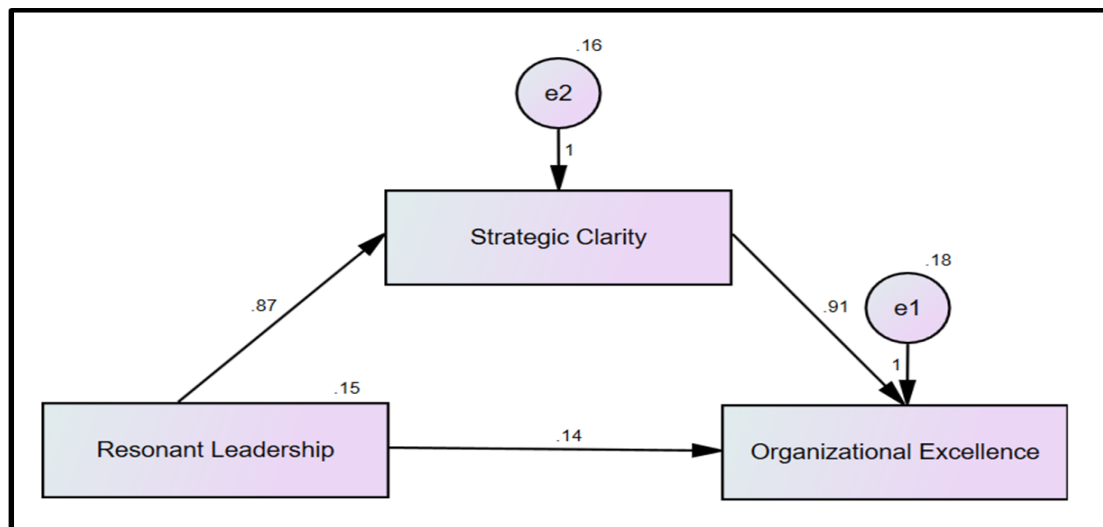 .16
e2
1
Strategic Clarity
.18
e1
.87
.91
1
.15
Resonant Leadership
.14
Organizational Excellence